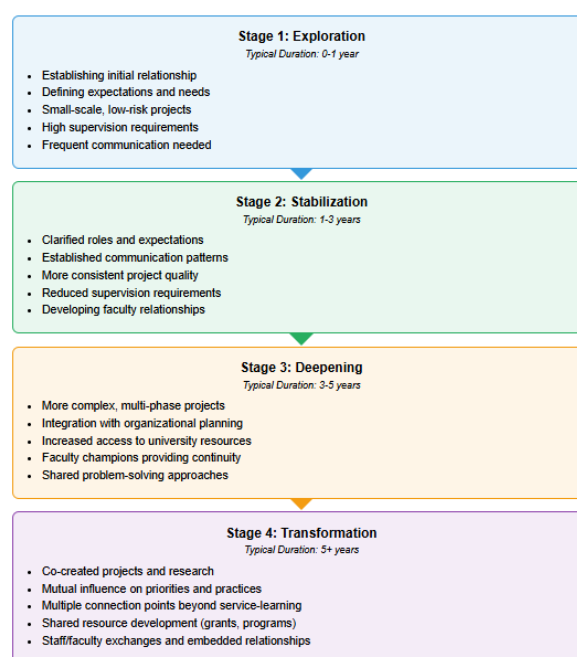 Stage 1: Exploration
Typical Duration: 0-1 year
• Establishing initial relationship
• Defining expectations and needs
• Small-scale, low-risk projects
• High supervision requirements
• Frequent communication needed
Stage 2: Stabilization
Typical Duration: 1-3 years
• Clarified roles and expectations
• Established communication patterns
• More consistent project quality
• Reduced supervision requirements
• Developing faculty relationships
Stage 3: Deepening
Typical Duration: 3-5 years
• More complex, multi-phase projects
• Integration with organizational planning
• Increased access to university resources
• Faculty champions providing continuity
• Shared problem-solving approaches
Stage 4: Transformation
Typical Duration: 5+ years
• Co-created projects and research
• Mutual influence on priorities and practices
• Multiple connection points beyond service-learning
• Shared resource development (grants, programs)
• Staff/faculty exchanges and embedded relationships